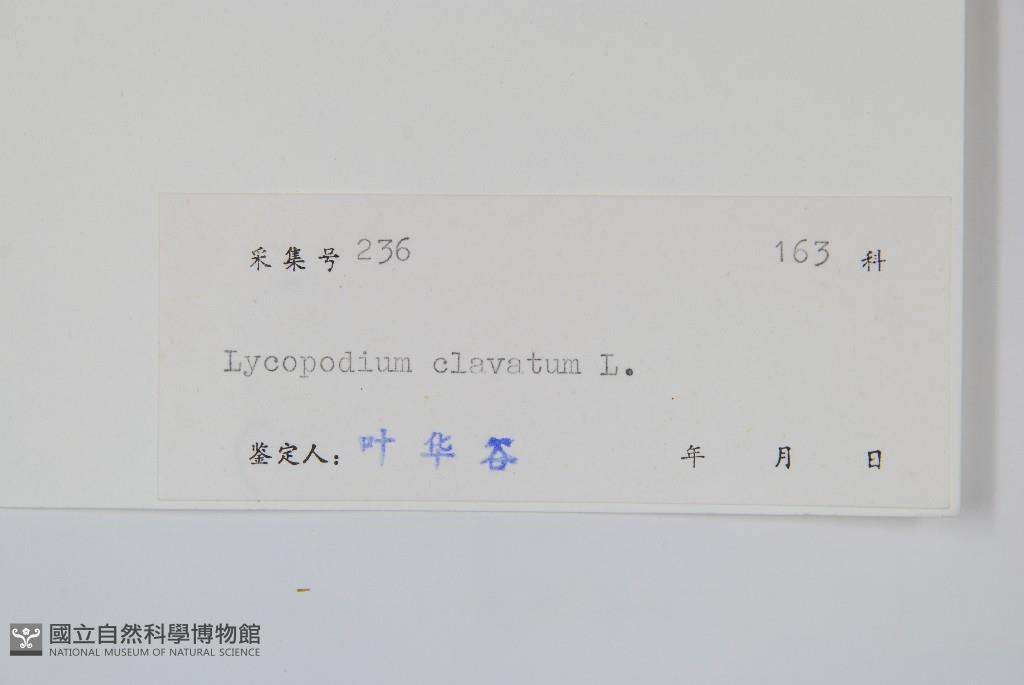 采集号 236 163 科
Lycopodium clavatum L.
鉴定人： 叶华谷 年 月 日
國立自然科學博物館
NATIONAL MUSEUM OF NATURAL SCIENCE